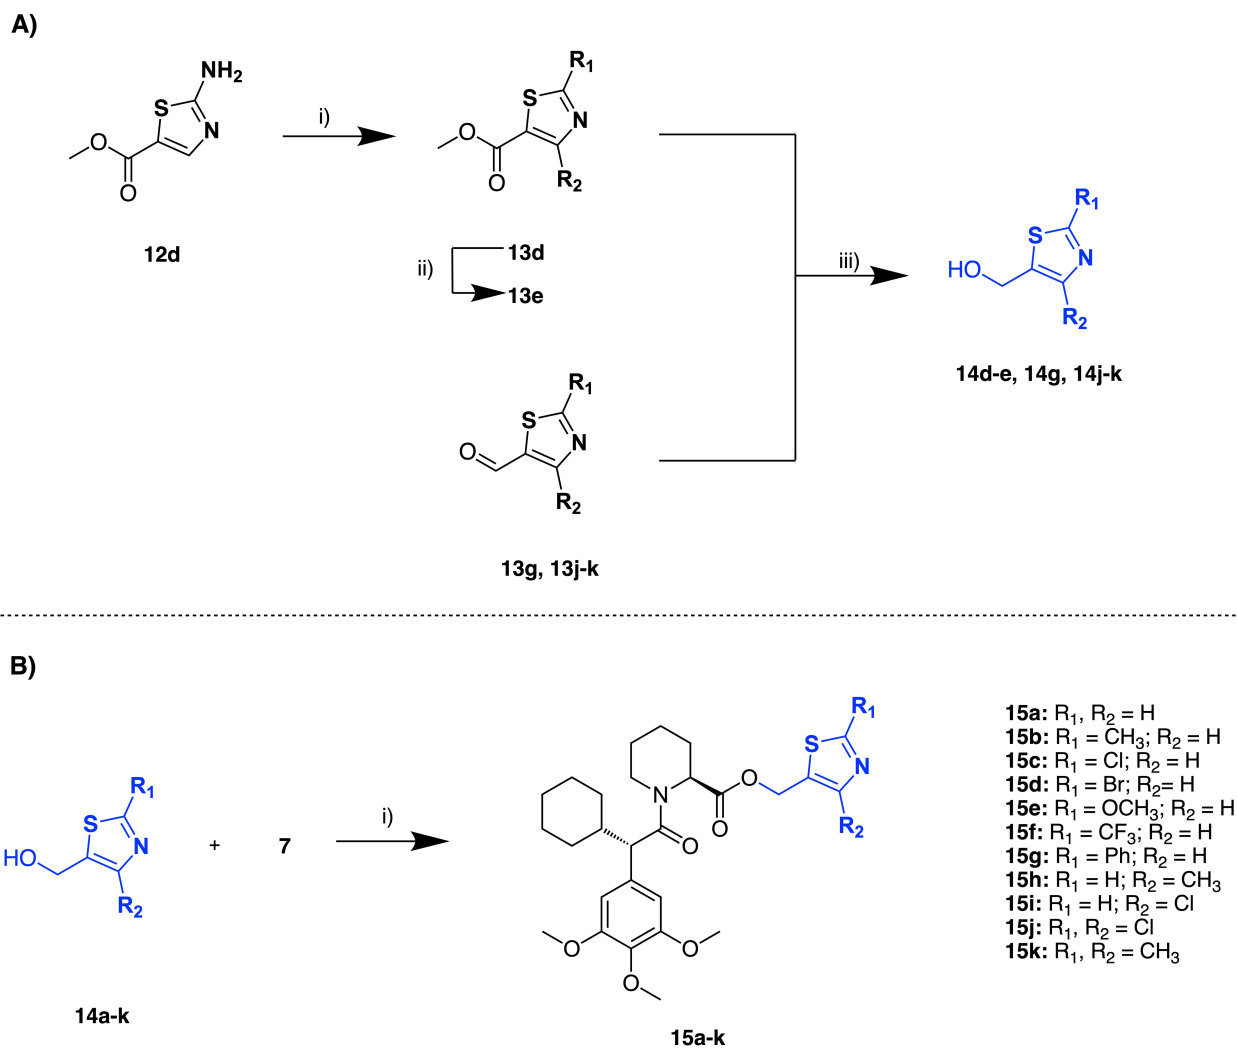 A)
NH₂
S
N
O
O
12d
i)
R₁
S
N
O
O
R₂
13d
ii)
13e
R₁
S
N
O
R₂
13g, 13j-k
iii)
R₁
S
N
HO
R₂
14d-e, 14g, 14j-k
B)
R₁
S
N
HO
R₂
14a-k
+
7
i)
R₁
S
N
O
R₂
N
O
O
O
O
O
15a-k
15a: R₁, R₂ = H
15b: R₁ = CH₃; R₂ = H
15c: R₁ = Cl; R₂ = H
15d: R₁ = Br; R₂= H
15e: R₁ = OCH₃; R₂ = H
15f: R₁ = CF₃; R₂ = H
15g: R₁ = Ph; R₂ = H
15h: R₁ = H; R₂ = CH₃
15i: R₁ = H; R₂ = Cl
15j: R₁, R₂ = Cl
15k: R₁, R₂ = CH₃